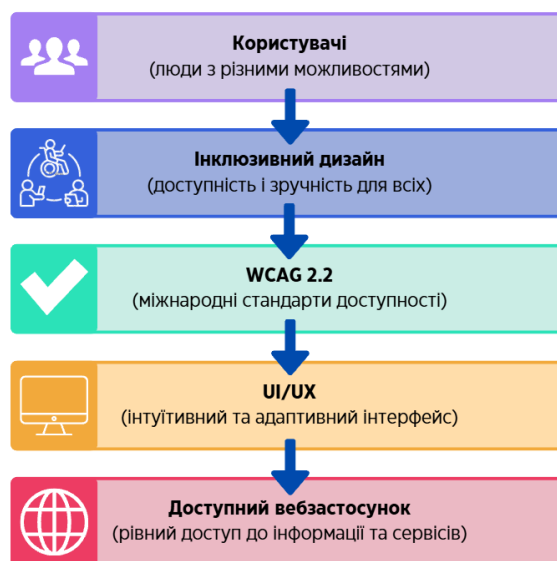 Користувачі
(люди з різними можливостями)
Інклюзивний дизайн
(доступність і зручність для всіх)
WCAG 2.2
(міжнародні стандарти доступності)
UI/UX
(інтуїтивний та адаптивний інтерфейс)
Доступний вебзастосунок
(рівний доступ до інформації та сервісів)